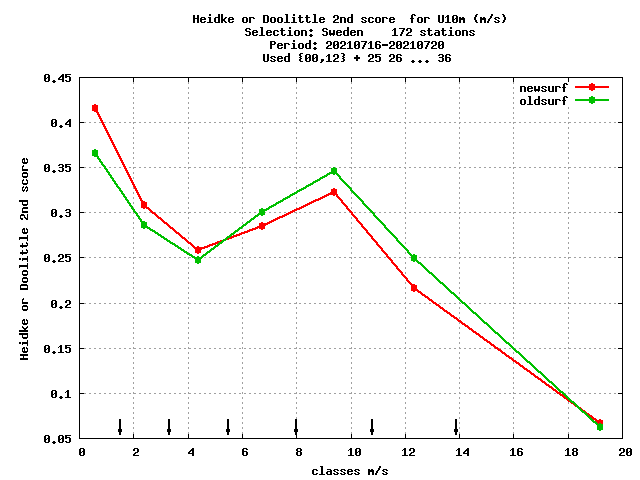 Heidke or Doolittle 2nd score  for U10m (m/s)
Selection: Sweden    172 stations
Period: 20210716-20210720
Used {00,12} + 25 26 ... 36
newsurf
oldsurf
Heidke or Doolittle 2nd score
0.45
0.4
0.35
0.3
0.25
0.2
0.15
0.1
0.05
0 2 4 6 8 10 12 14 16 18 20
classes m/s